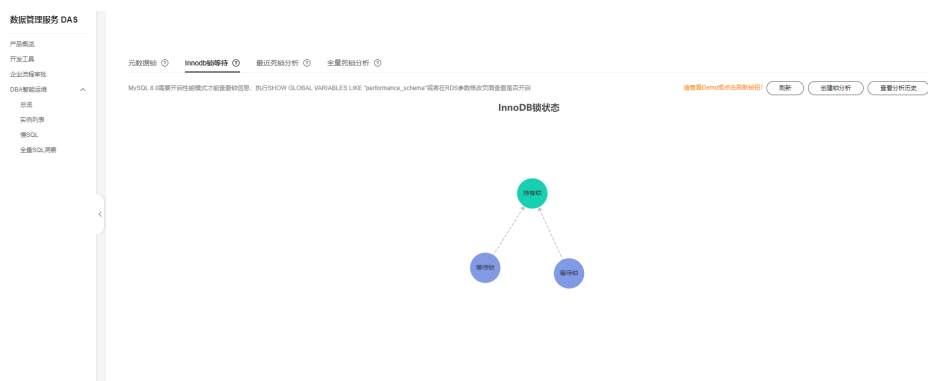 数据管理服务 DAS
产品概览
开发工具
企业流程审批
DBA智能运维
总览
实例列表
慢SQL
全量SQL洞察
元数据锁
Innodb锁等待
最近死锁分析
全量死锁分析
MySQL 8.0需要开启性能模式才能查看锁信息，执行SHOW GLOBAL VARIABLES LIKE "performance_schema"或者在RDS参数修改页面查看是否开启
请查看Demo或点击刷新按钮!
刷新
创建锁分析
查看分析历史
InnoDB锁状态
持有锁
等待锁
等待锁